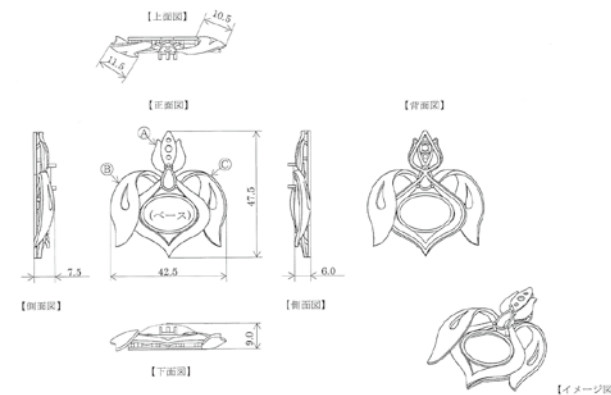 【上面図】
10.5
11.5
【正面図】
【背面図】
Ⓐ
Ⓑ
Ⓒ
(ベース)
47.5
7.5
42.5
6.0
【側面図】
【側面図】
9.0
【下面図】
【イメージ図